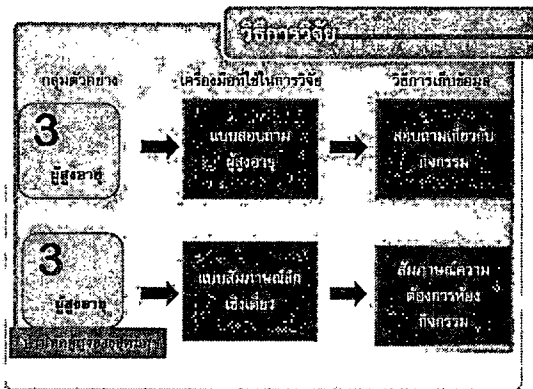 วิธีการวิจัย
กลุ่มตัวอย่าง
เครื่องมือที่ใช้ในการวิจัย
วิธีการเก็บข้อมูล
3
ผู้สูงอายุ
แบบสอบถาม
ผู้สูงอายุ
สอบถามเกี่ยวกับ
กิจกรรม
3
ผู้สูงอายุ
แบบสัมภาษณ์ลึก
เชิงเดี่ยว
สัมภาษณ์ความ
ต้องการห้อง
กิจกรรม